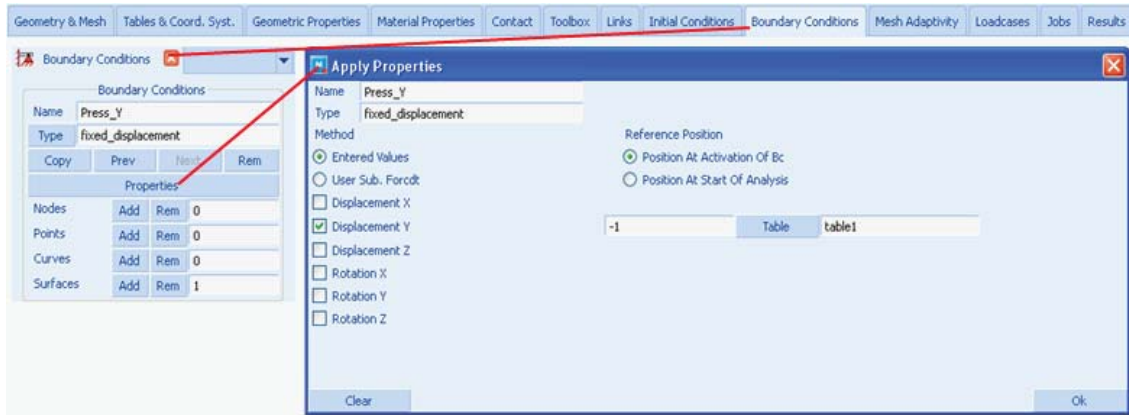 Geometry & Mesh Tables & Coord. Syst. Geometric Properties Material Properties Contact Toolbox Links Initial Conditions Boundary Conditions Mesh Adaptivity Loadcases Jobs Results
Boundary Conditions
Boundary Conditions
Name Press_Y
Type fixed_displacement
Copy Prev Next Rem
Properties
Nodes Add Rem 0
Points Add Rem 0
Curves Add Rem 0
Surfaces Add Rem 1
Apply Properties
Name Press_Y
Type fixed_displacement
Method Reference Position
Entered Values Position At Activation Of Bc
User Sub. Forcdt Position At Start Of Analysis
Displacement X
Displacement Y -1 Table table1
Displacement Z
Rotation X
Rotation Y
Rotation Z
Clear Ok